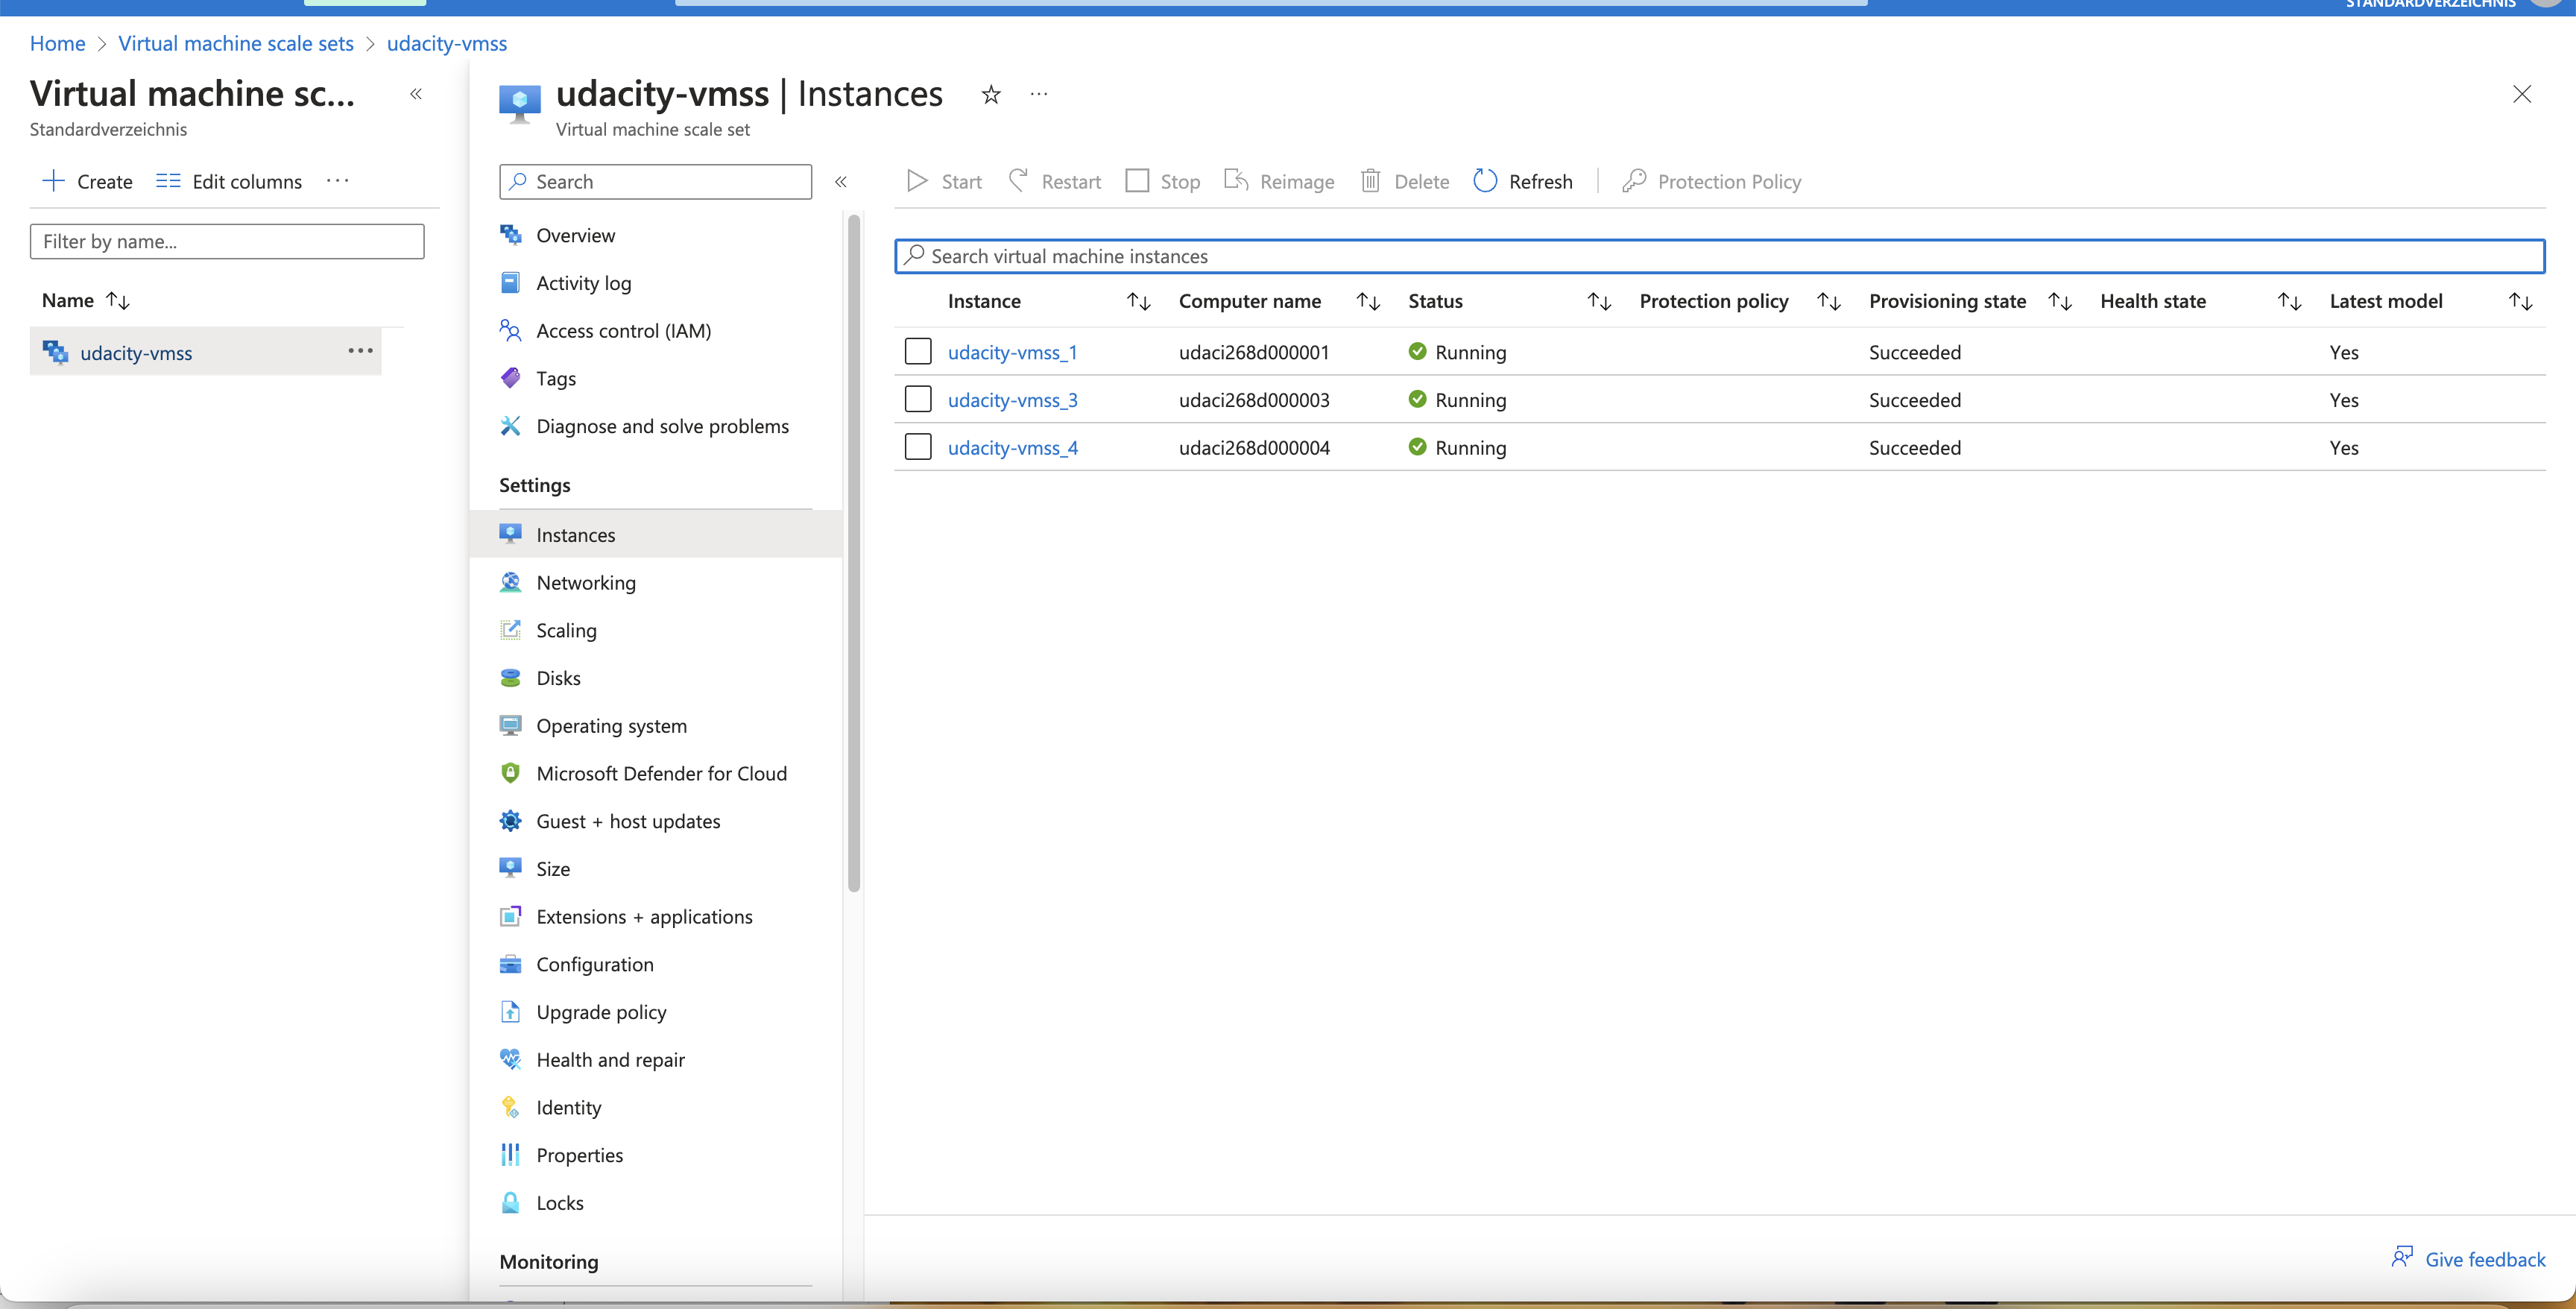 STANDARDVERZEICHNIS
Home > Virtual machine scale sets > udacity-vmss
Virtual machine sc... «
Standardverzeichnis
+ Create Edit columns ···
Filter by name...
Name ↑↓
udacity-vmss ···
udacity-vmss | Instances ☆ ···
Virtual machine scale set
Search «
Overview
Activity log
Access control (IAM)
Tags
Diagnose and solve problems
Settings
Instances
Networking
Scaling
Disks
Operating system
Microsoft Defender for Cloud
Guest + host updates
Size
Extensions + applications
Configuration
Upgrade policy
Health and repair
Identity
Properties
Locks
Monitoring
Start Restart Stop Reimage Delete Refresh Protection Policy
Search virtual machine instances
Instance ↑↓ Computer name ↑↓ Status ↑↓ Protection policy ↑↓ Provisioning state ↑↓ Health state ↑↓ Latest model ↑↓
udacity-vmss_1 udaci268d000001 Running Succeeded Yes
udacity-vmss_3 udaci268d000003 Running Succeeded Yes
udacity-vmss_4 udaci268d000004 Running Succeeded Yes
Give feedback